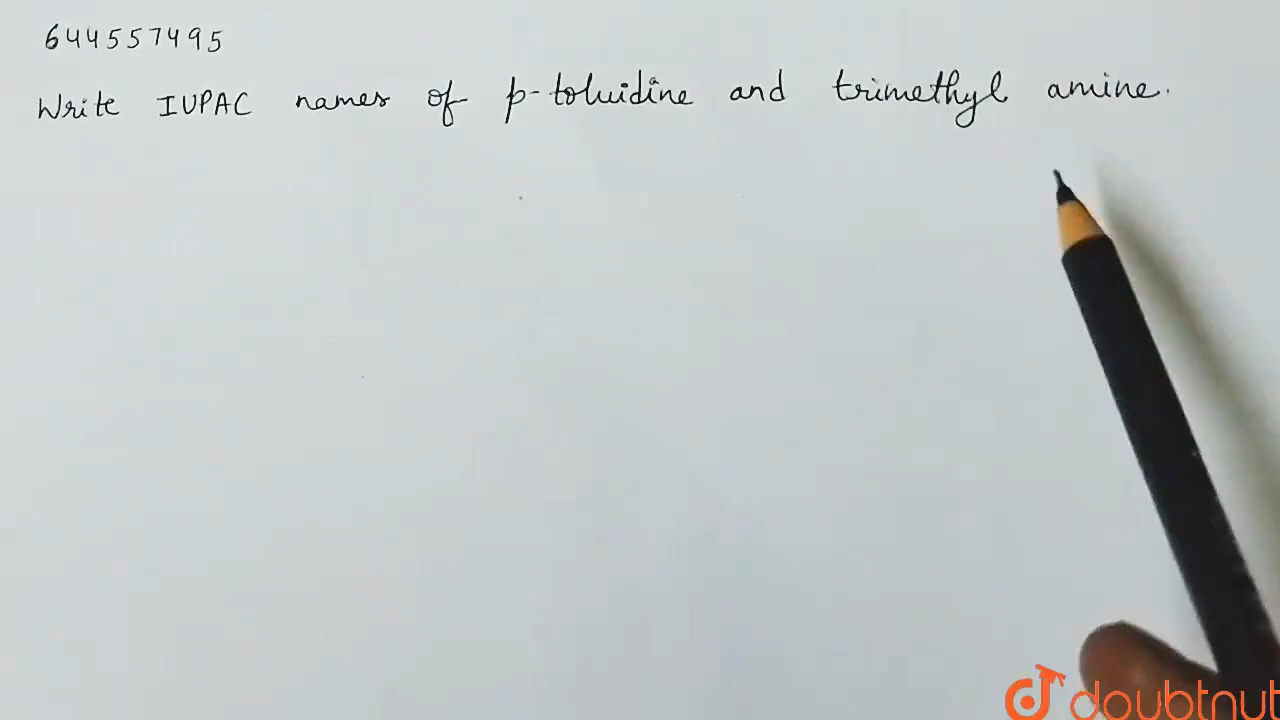 644557495
Write IUPAC names of p-toluidine and trimethyl amine.
doubtnut